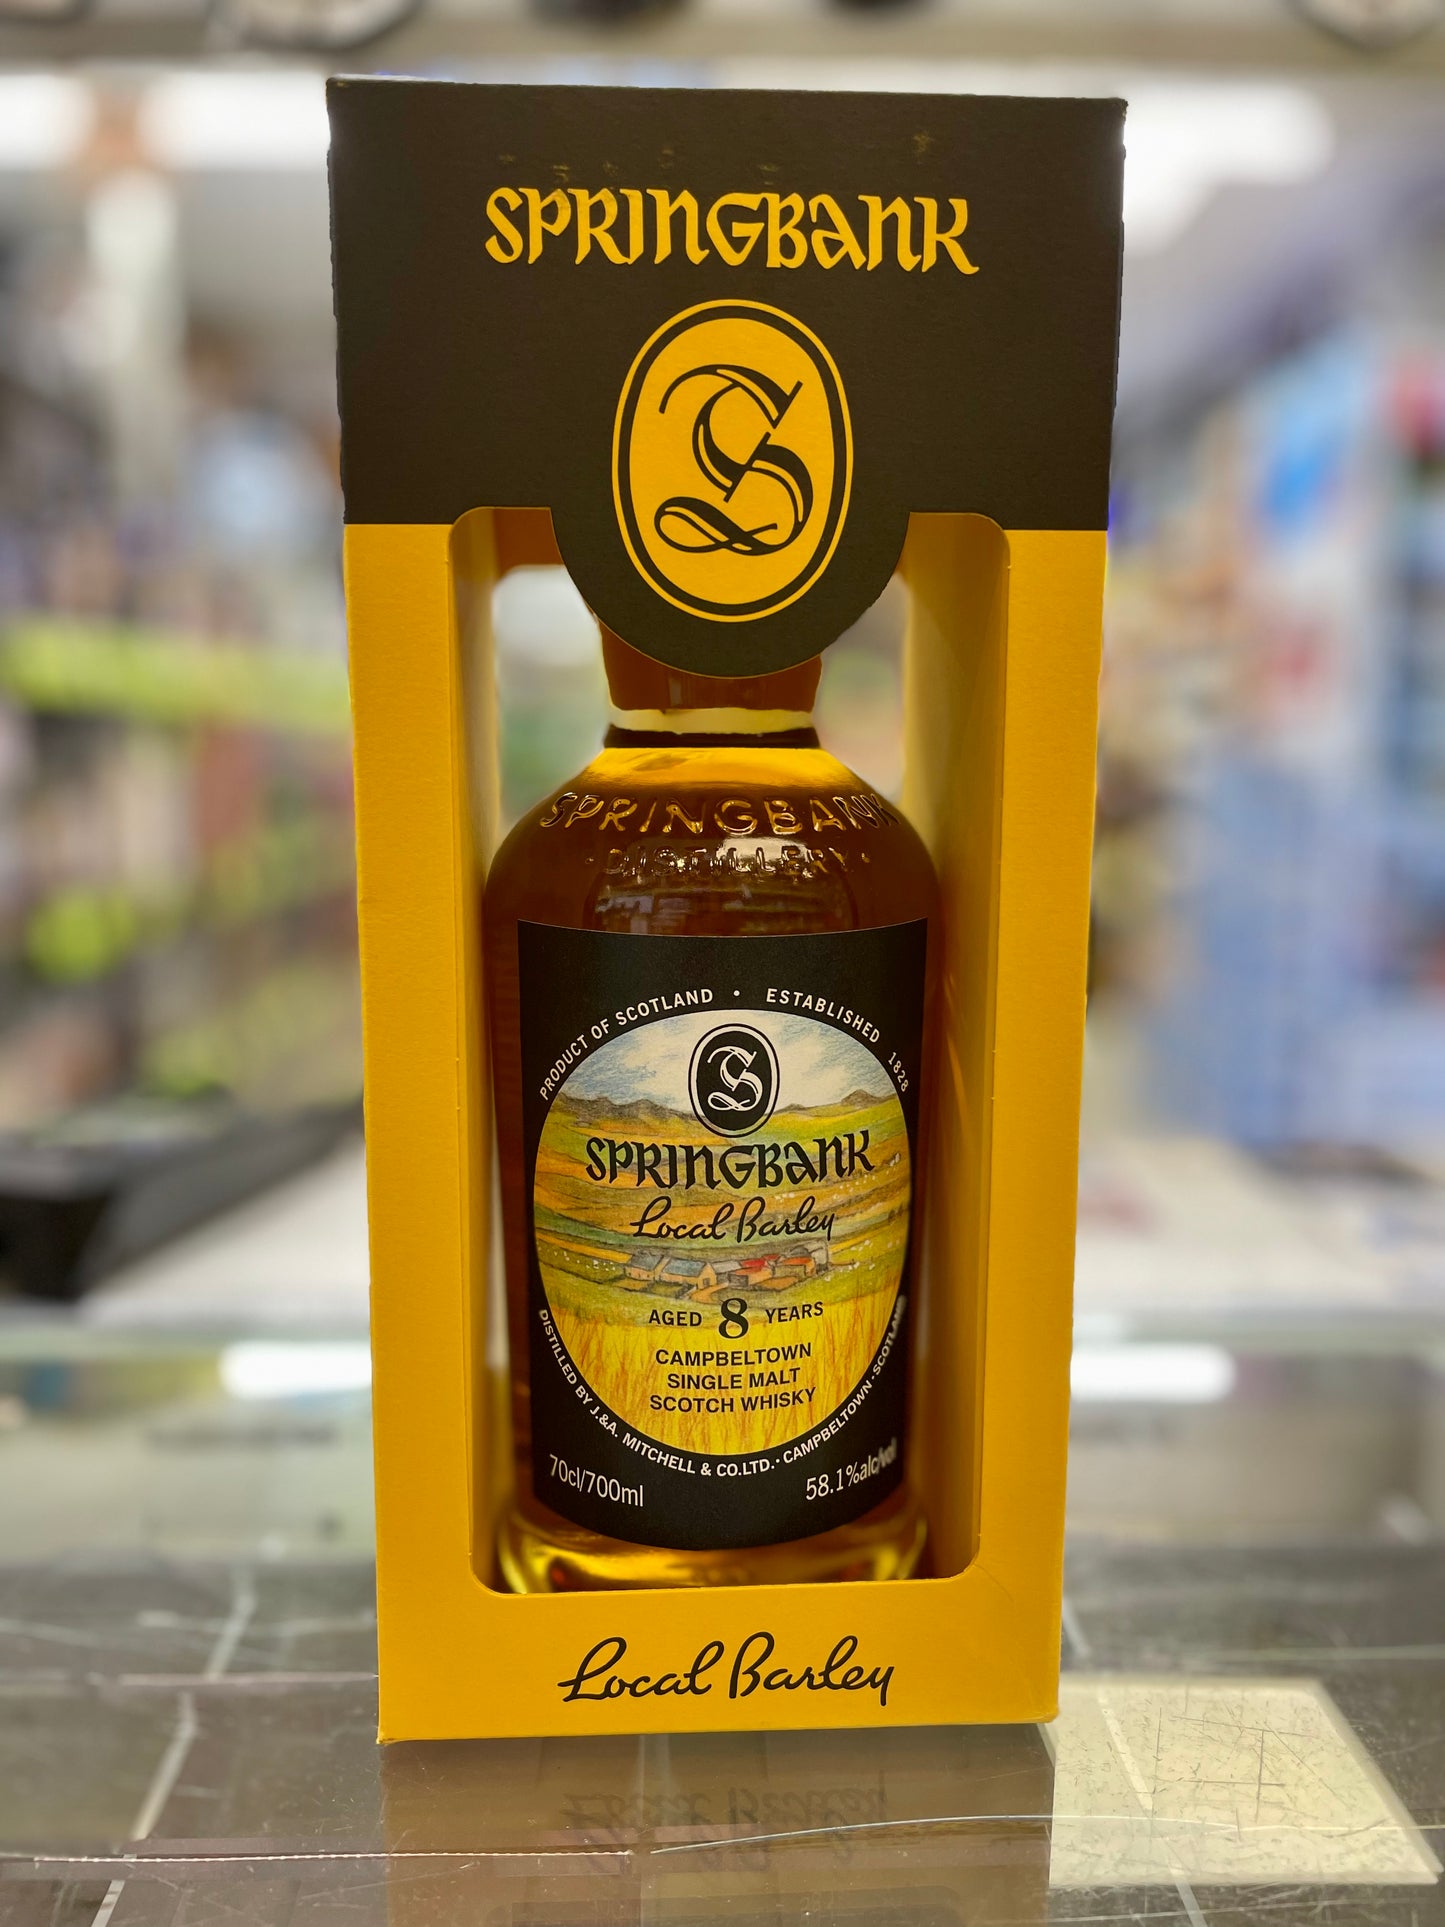 SPRINGBANK
S
SPRINGBANK
·DISTILLERY·
PRODUCT OF SCOTLAND · ESTABLISHED 1828
S
SPRINGBANK
Local Barley
AGED 8 YEARS
CAMPBELTOWN
SINGLE MALT
SCOTCH WHISKY
DISTILLED BY J.&A. MITCHELL & CO.LTD.·CAMPBELTOWN·SCOTLAND
70cl/700ml
58.1%alc/vol
Local Barley